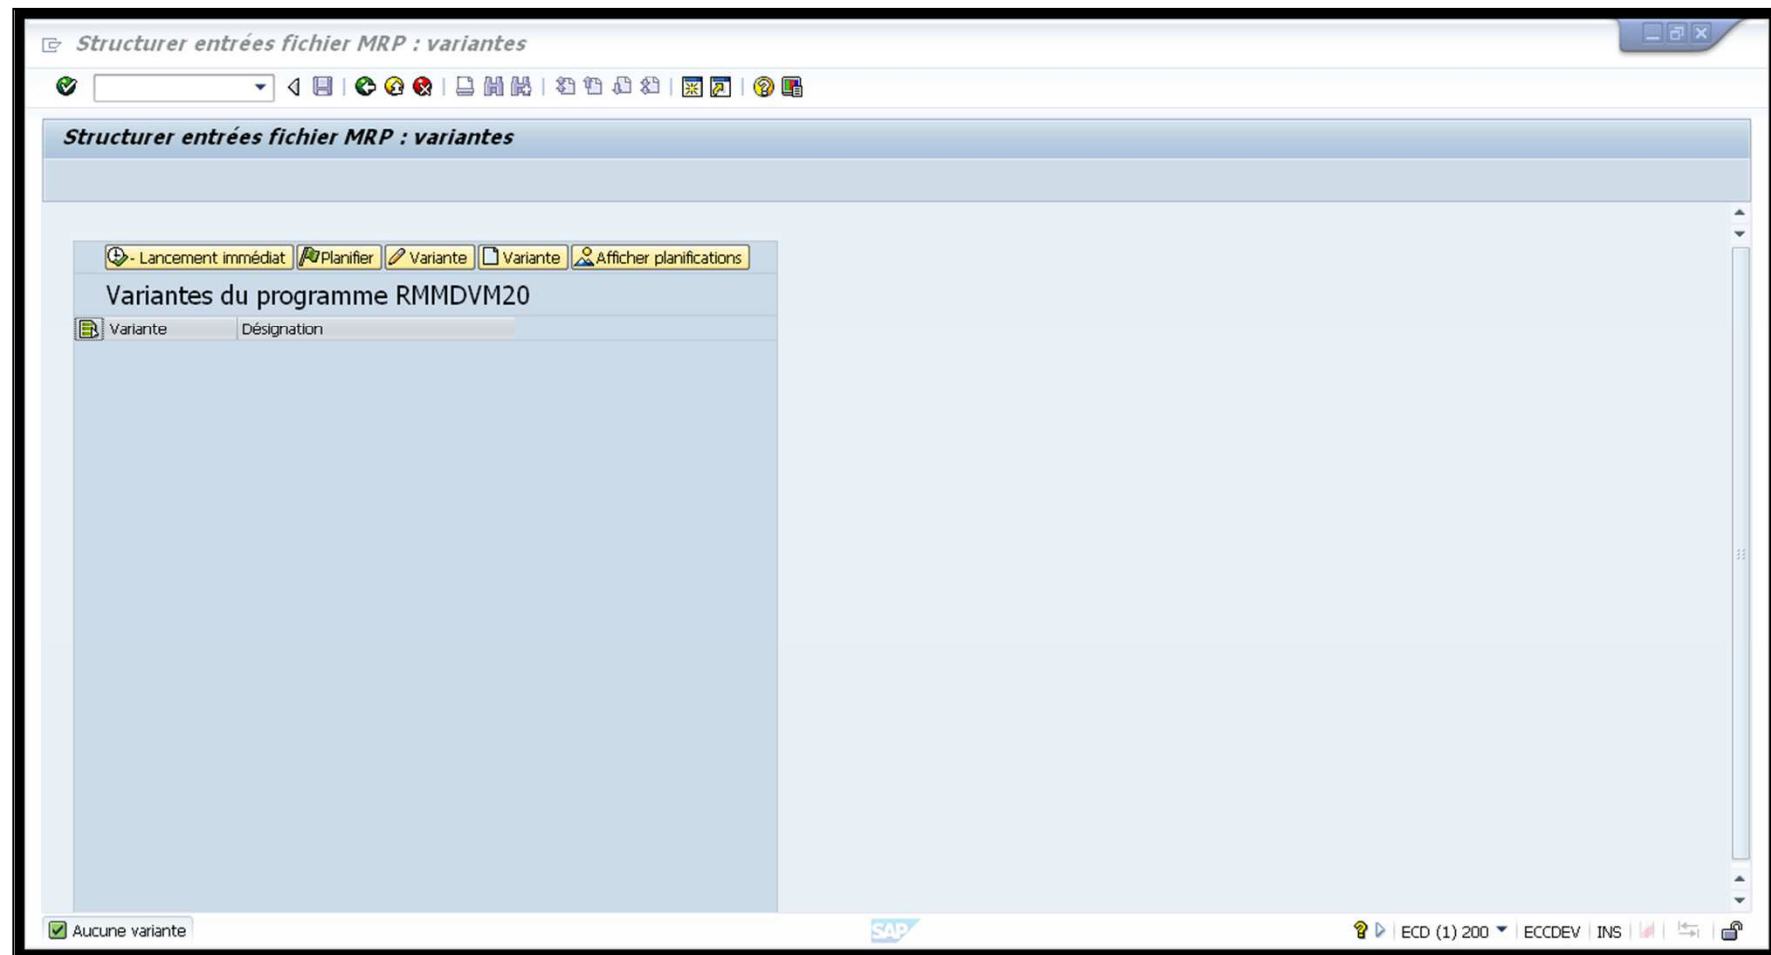 Structurer entrées fichier MRP : variantes
Structurer entrées fichier MRP : variantes
- Lancement immédiat Planifier Variante Variante Afficher planifications
Variantes du programme RMMDVM20
Variante Désignation
Aucune variante SAP ECD (1) 200 ECCDEV INS